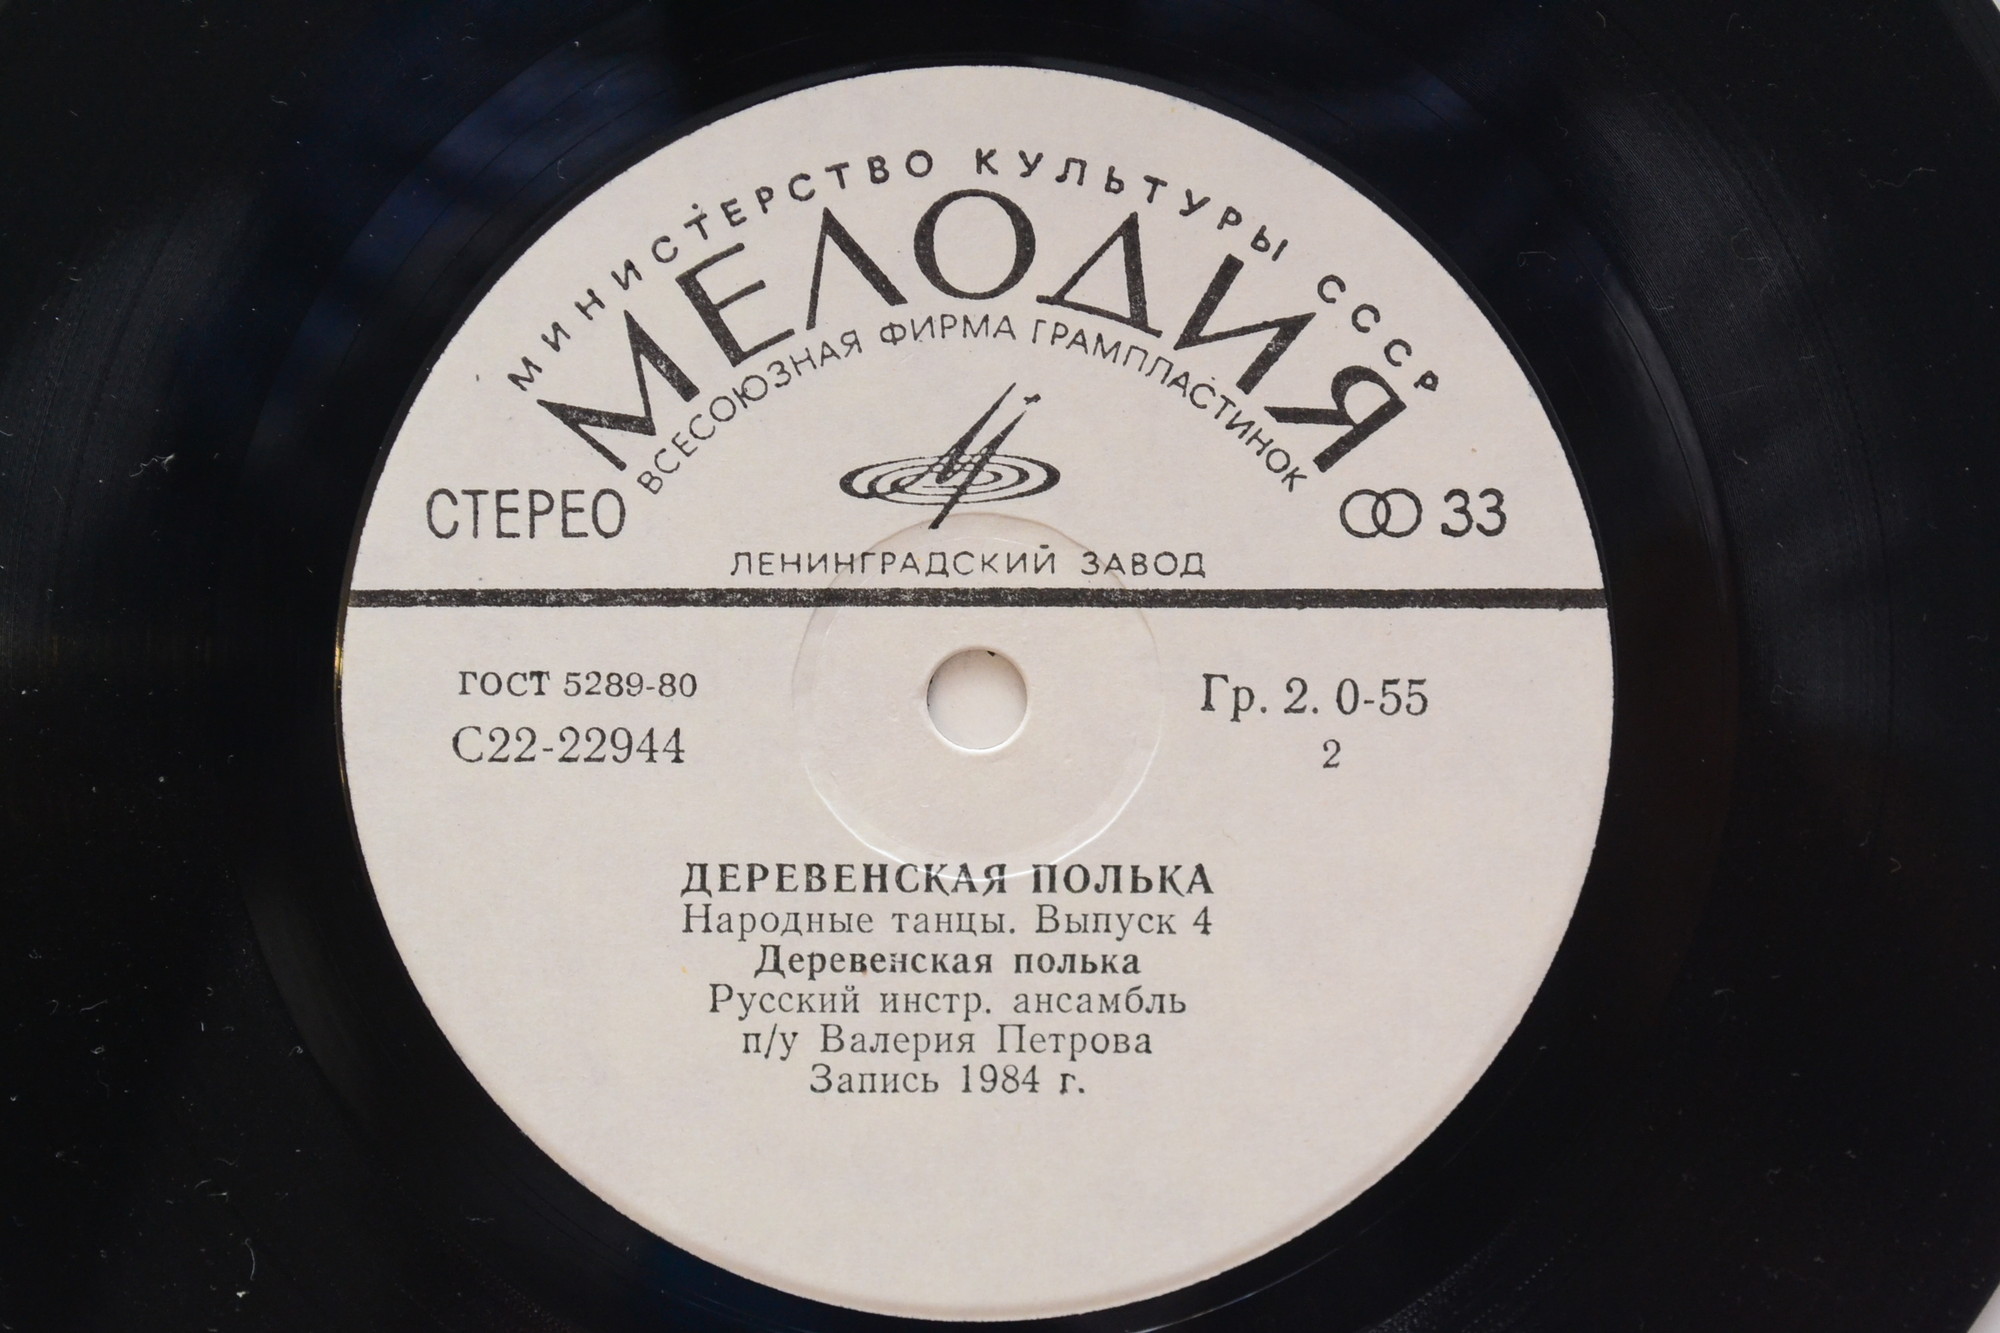 МИНИСТЕРСТВО КУЛЬТУРЫ СССР
МЕЛОДИЯ
ВСЕСОЮЗНАЯ ФИРМА ГРАМПЛАСТИНОК
СТЕРЕО
33
ЛЕНИНГРАДСКИЙ ЗАВОД
ГОСТ 5289-80
Гр. 2. 0-55
С22-22944
2
ДЕРЕВЕНСКАЯ ПОЛЬКА
Народные танцы. Выпуск 4
Деревенская полька
Русский инстр. ансамбль
п/у Валерия Петрова
Запись 1984 г.